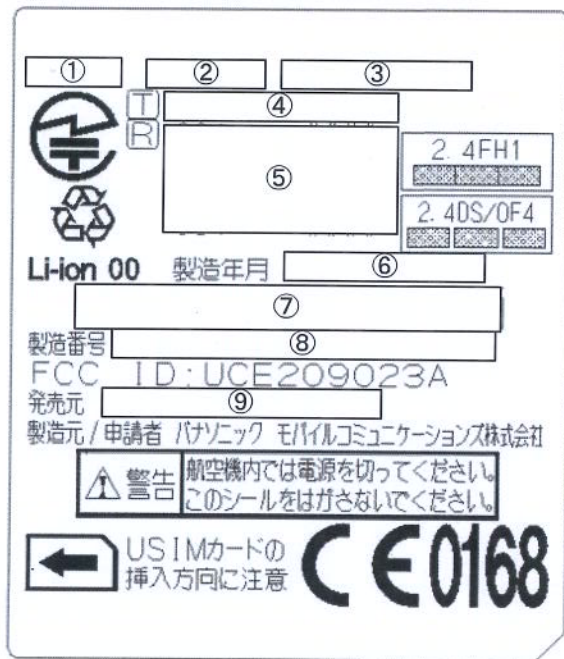 ① ② ③
T ④
R ⑤
2.4FH1
2.4DS/OF4
Li-ion 00 製造年月 ⑥
⑦
製造番号 ⑧
FCC ID:UCE209023A
発売元 ⑨
製造元/申請者 パナソニック モバイルコミュニケーションズ株式会社
警告 航空機内では電源を切ってください。
このシールをはがさないでください。
USIMカードの
挿入方向に注意
CE0168